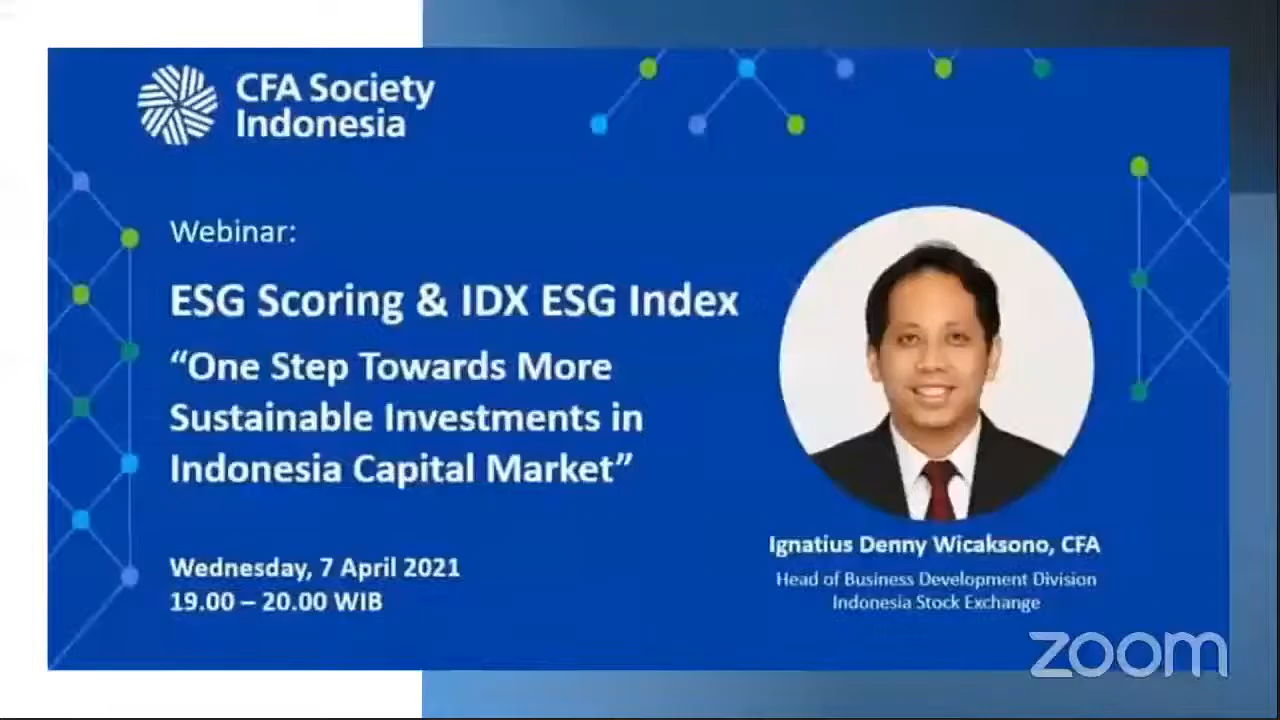 CFA Society
Indonesia
Webinar:
ESG Scoring & IDX ESG Index
“One Step Towards More
Sustainable Investments in
Indonesia Capital Market”
Wednesday, 7 April 2021
19.00 – 20.00 WIB
Ignatius Denny Wicaksono, CFA
Head of Business Development Division
Indonesia Stock Exchange
zoom